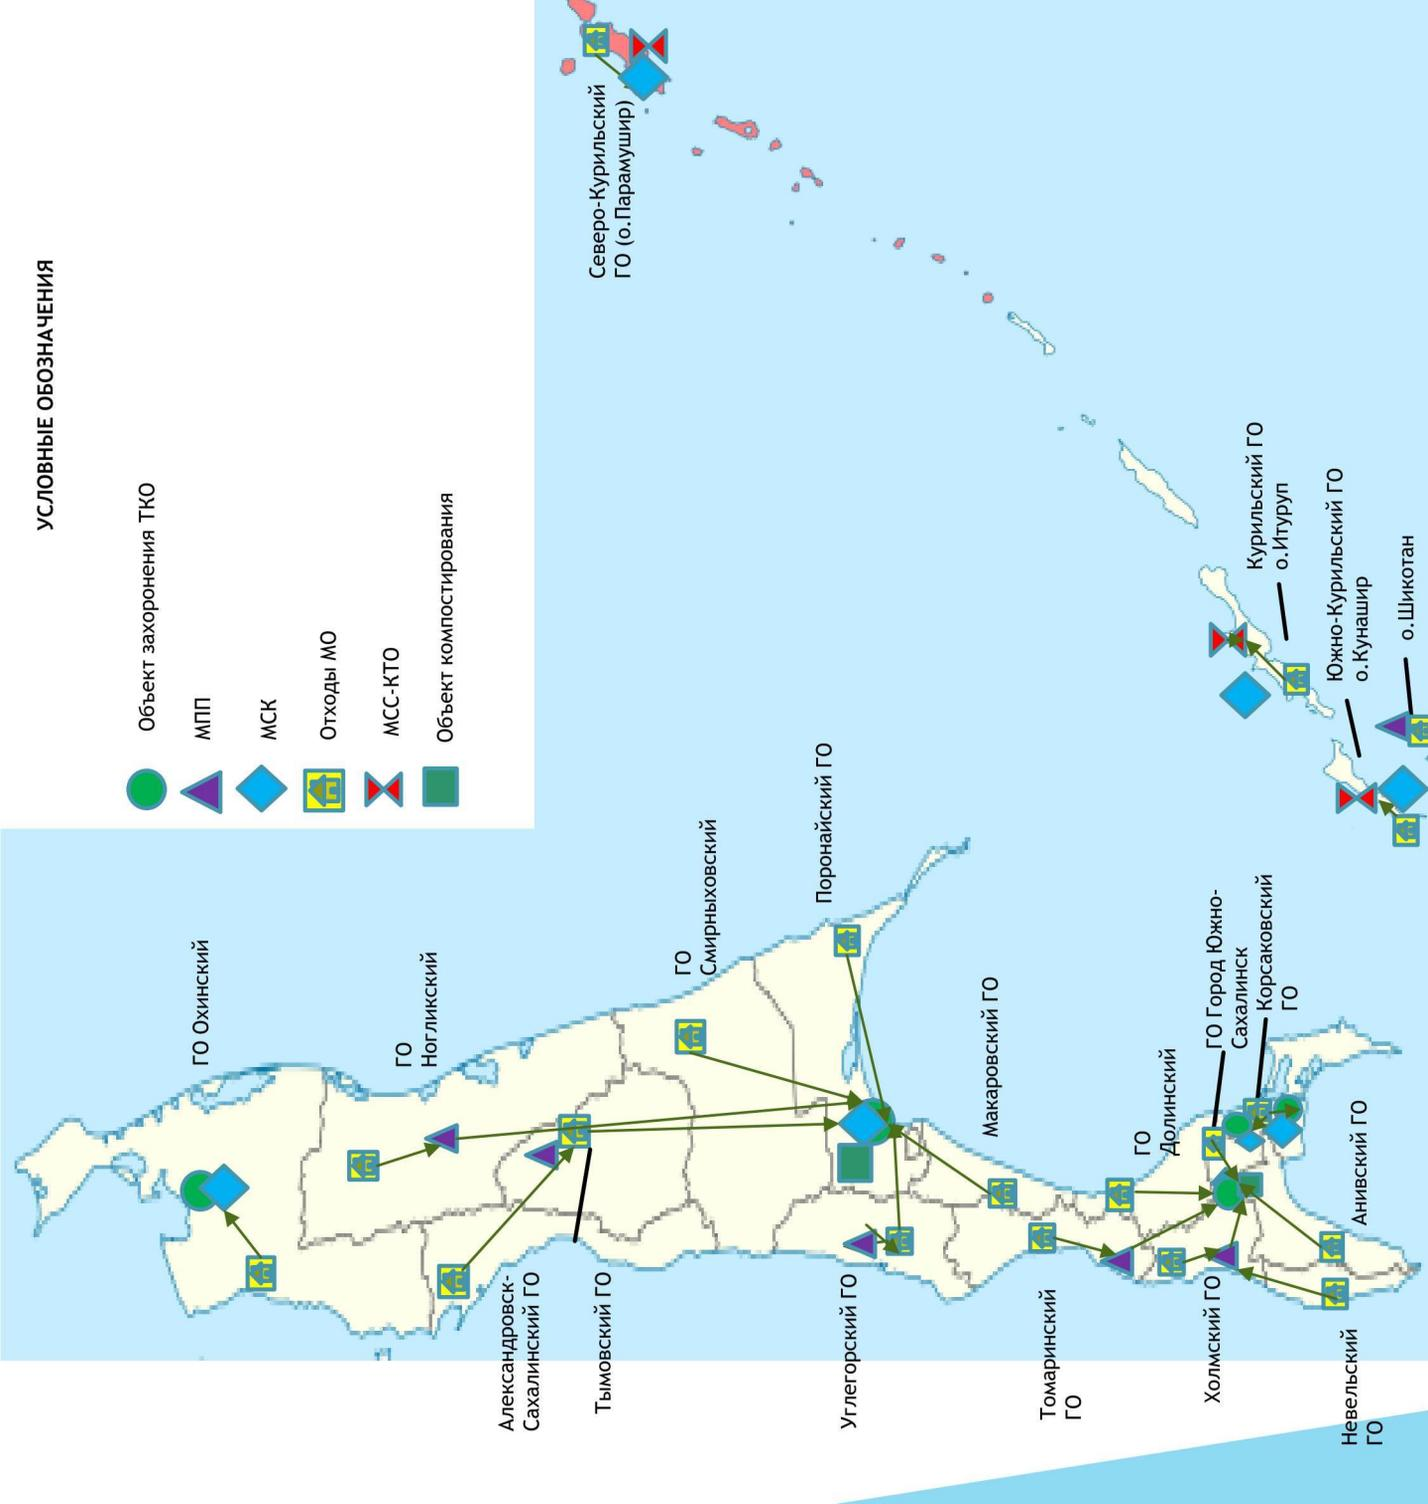 УСЛОВНЫЕ ОБОЗНАЧЕНИЯ
Объект захоронения ТКО
МПП
МСК
Отходы МО
МСС-КТО
Объект компостирования
Северо-Курильский
ГО (о.Парамушир)
Курильский ГО
о.Итуруп
Южно-Курильский ГО
о.Кунашир
о.Шикотан
ГО Охинский
ГО
Ногликский
ГО
Смирныховский
Поронайский ГО
Макаровский ГО
ГО
Долинский
ГО Город Южно-
Сахалинск
Корсаковский
ГО
Анивский ГО
Александровск-
Сахалинский ГО
Тымовский ГО
Углегорский ГО
Томаринский
ГО
Холмский ГО
Невельский
ГО